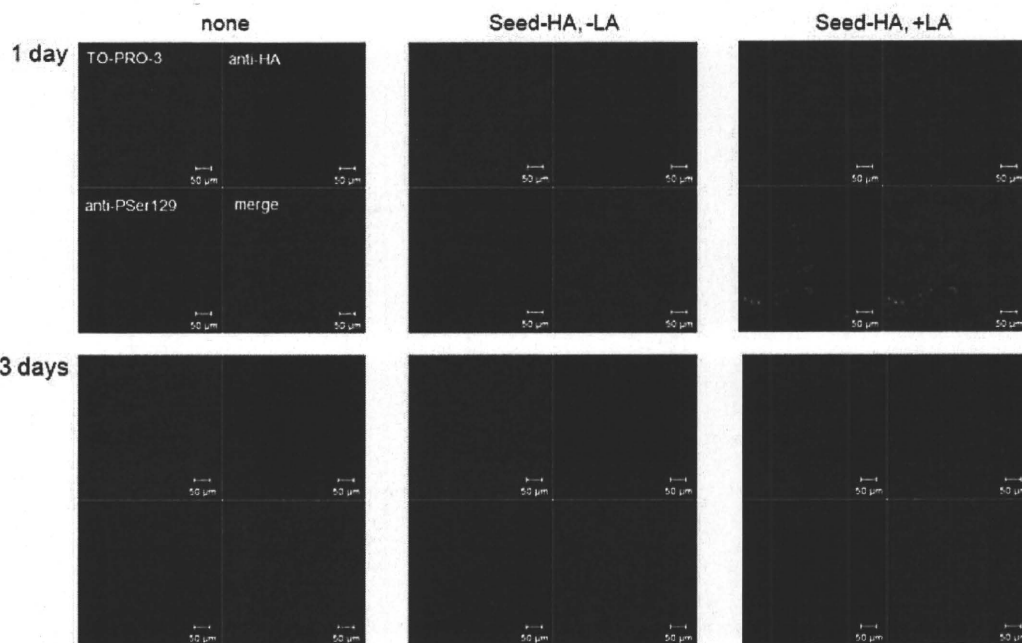 none Seed-HA, -LA Seed-HA, +LA
1 day
TO-PRO-3 anti-HA
50 µm 50 µm 50 µm 50 µm 50 µm 50 µm
anti-PSer129 merge
50 µm 50 µm 50 µm 50 µm 50 µm 50 µm
3 days
50 µm 50 µm 50 µm 50 µm 50 µm 50 µm
50 µm 50 µm 50 µm 50 µm 50 µm 50 µm